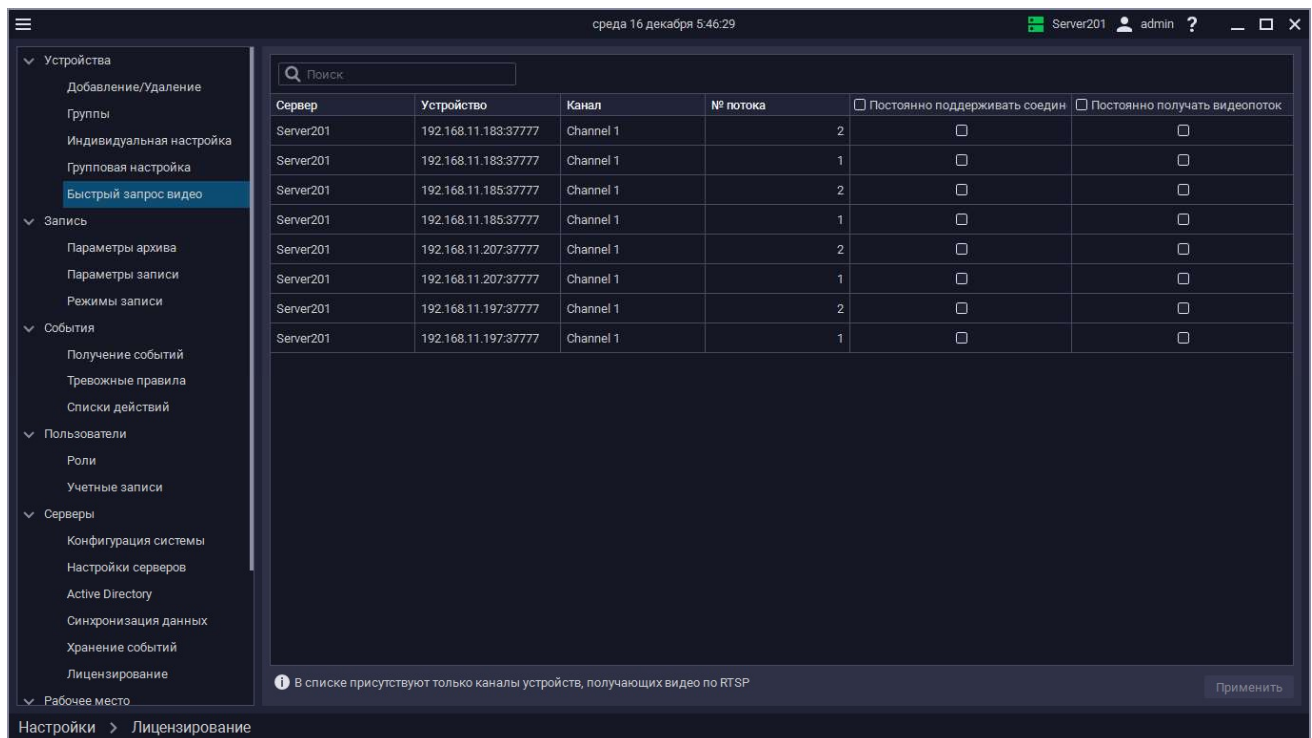 среда 16 декабря 5:46:29 Server201 admin ?
Устройства
Добавление/Удаление
Группы
Индивидуальная настройка
Групповая настройка
Быстрый запрос видео
Запись
Параметры архива
Параметры записи
Режимы записи
События
Получение событий
Тревожные правила
Списки действий
Пользователи
Роли
Учетные записи
Серверы
Конфигурация системы
Настройки серверов
Active Directory
Синхронизация данных
Хранение событий
Лицензирование
Рабочее место
Поиск
Сервер Устройство Канал № потока Постоянно поддерживать соедин Постоянно получать видеопоток
Server201 192.168.11.183:37777 Channel 1 2
Server201 192.168.11.183:37777 Channel 1 1
Server201 192.168.11.185:37777 Channel 1 2
Server201 192.168.11.185:37777 Channel 1 1
Server201 192.168.11.207:37777 Channel 1 2
Server201 192.168.11.207:37777 Channel 1 1
Server201 192.168.11.197:37777 Channel 1 2
Server201 192.168.11.197:37777 Channel 1 1
В списке присутствуют только каналы устройств, получающих видео по RTSP
Применить
Настройки > Лицензирование